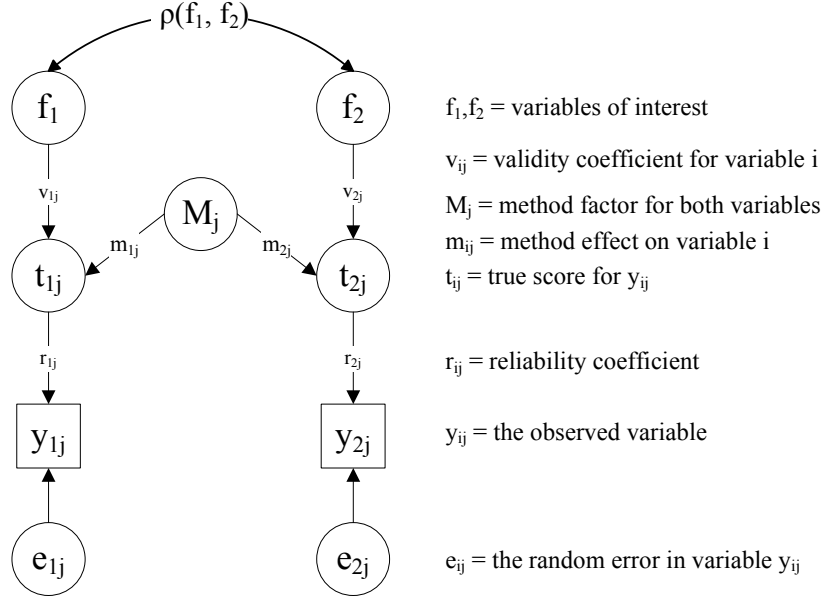 ρ(f₁, f₂)
f₁
f₂
f₁,f₂ = variables of interest
v₁ⱼ
v₂ⱼ
vᵢⱼ = validity coefficient for variable i
Mⱼ
Mⱼ = method factor for both variables
m₁ⱼ
m₂ⱼ
mᵢⱼ = method effect on variable i
t₁ⱼ
t₂ⱼ
tᵢⱼ = true score for yᵢⱼ
r₁ⱼ
r₂ⱼ
rᵢⱼ = reliability coefficient
y₁ⱼ
y₂ⱼ
yᵢⱼ = the observed variable
e₁ⱼ
e₂ⱼ
eᵢⱼ = the random error in variable yᵢⱼ